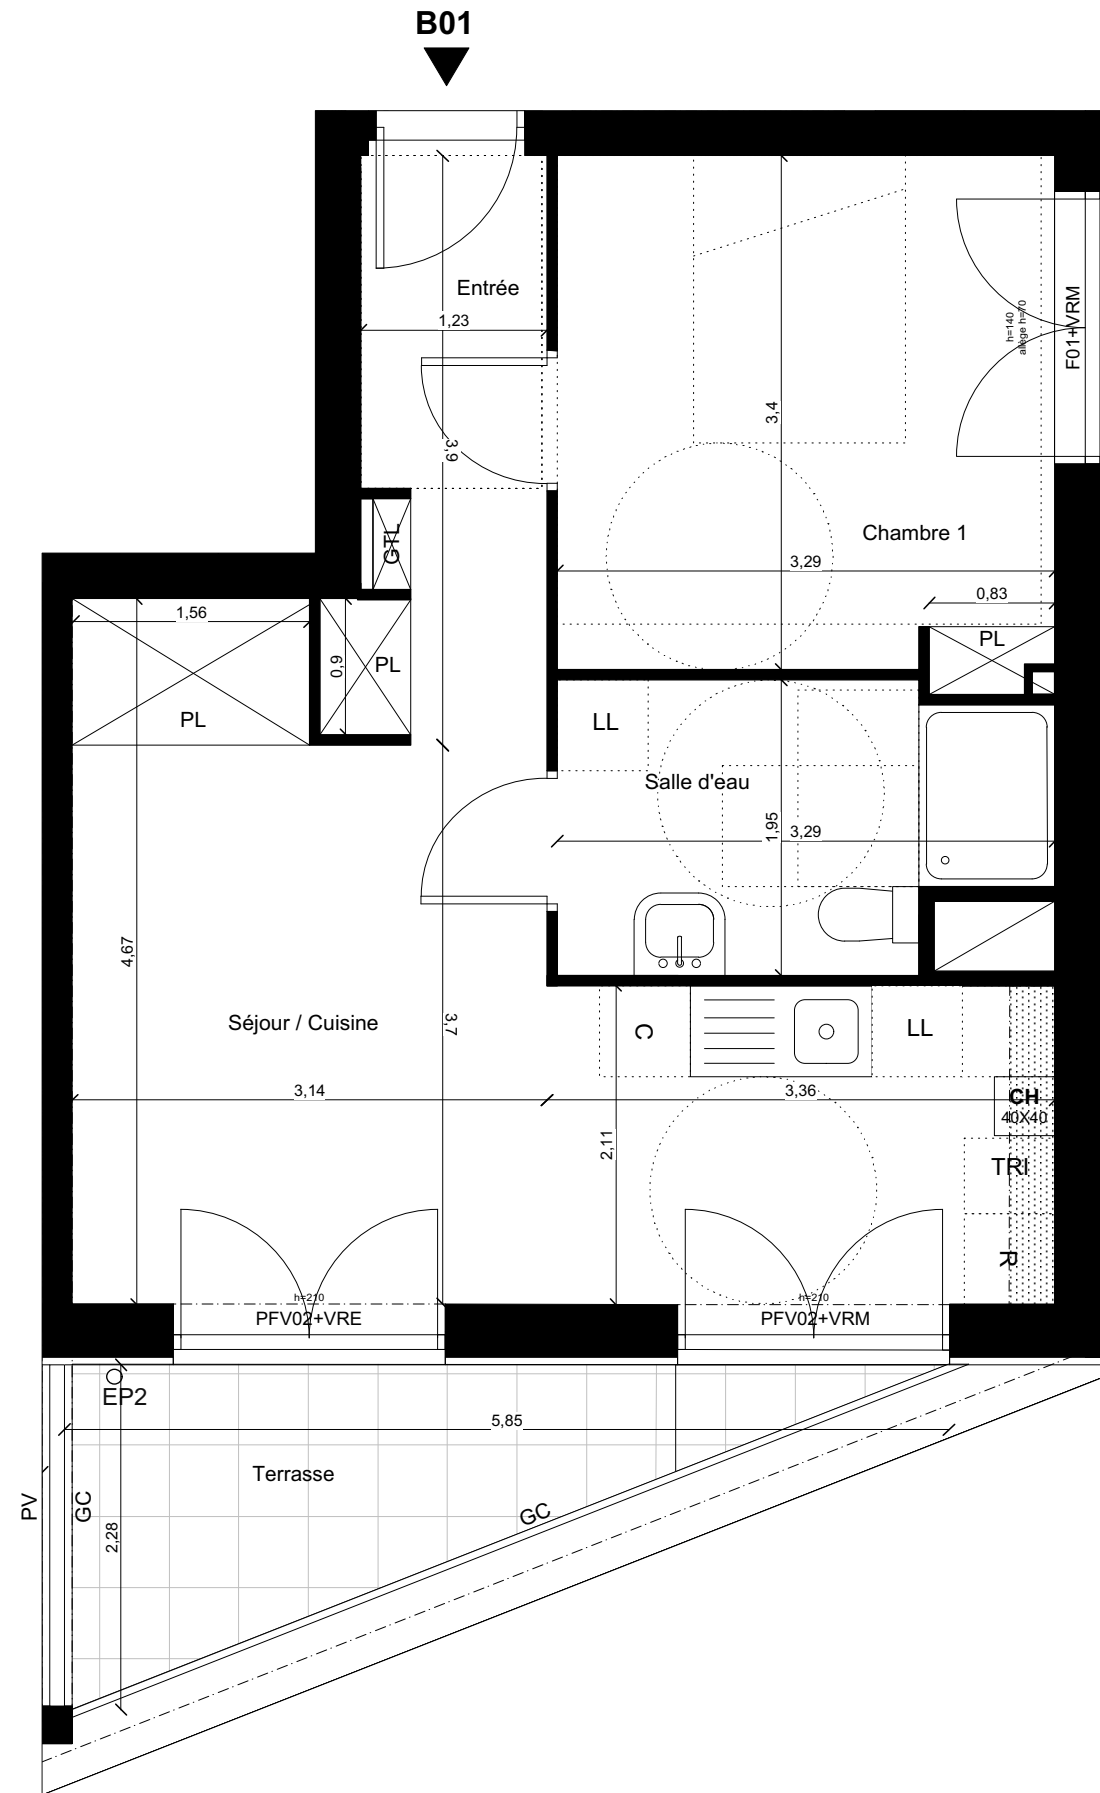 B01
Entrée
1,23
h=140
allège h=70
F01+VRM
3,4
3,9
GTL
Chambre 1
3,29
0,83
PL
1,56
0,9
PL
PL
LL
Salle d'eau
1,95
3,29
4,67
Séjour / Cuisine
3,7
C
LL
3,14
3,36
CH
40X40
2,11
TRI
R
h=210
PFV02+VRE
h=210
PFV02+VRM
EP2
5,85
Terrasse
GC
PV
GC
2,28